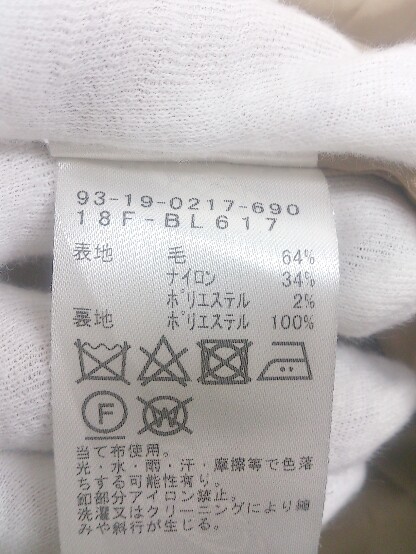 93-19-0217-690
18F-BL617
表地 毛 64%
ナイロン 34%
ポリエステル 2%
裏地 ポリエステル 100%
F W
当て布使用。
光・水・雨・汗・摩擦等で色落
ちする可能性有り。
釦部分アイロン禁止。
洗濯又はクリーニングにより縮
みや斜行が生じる。